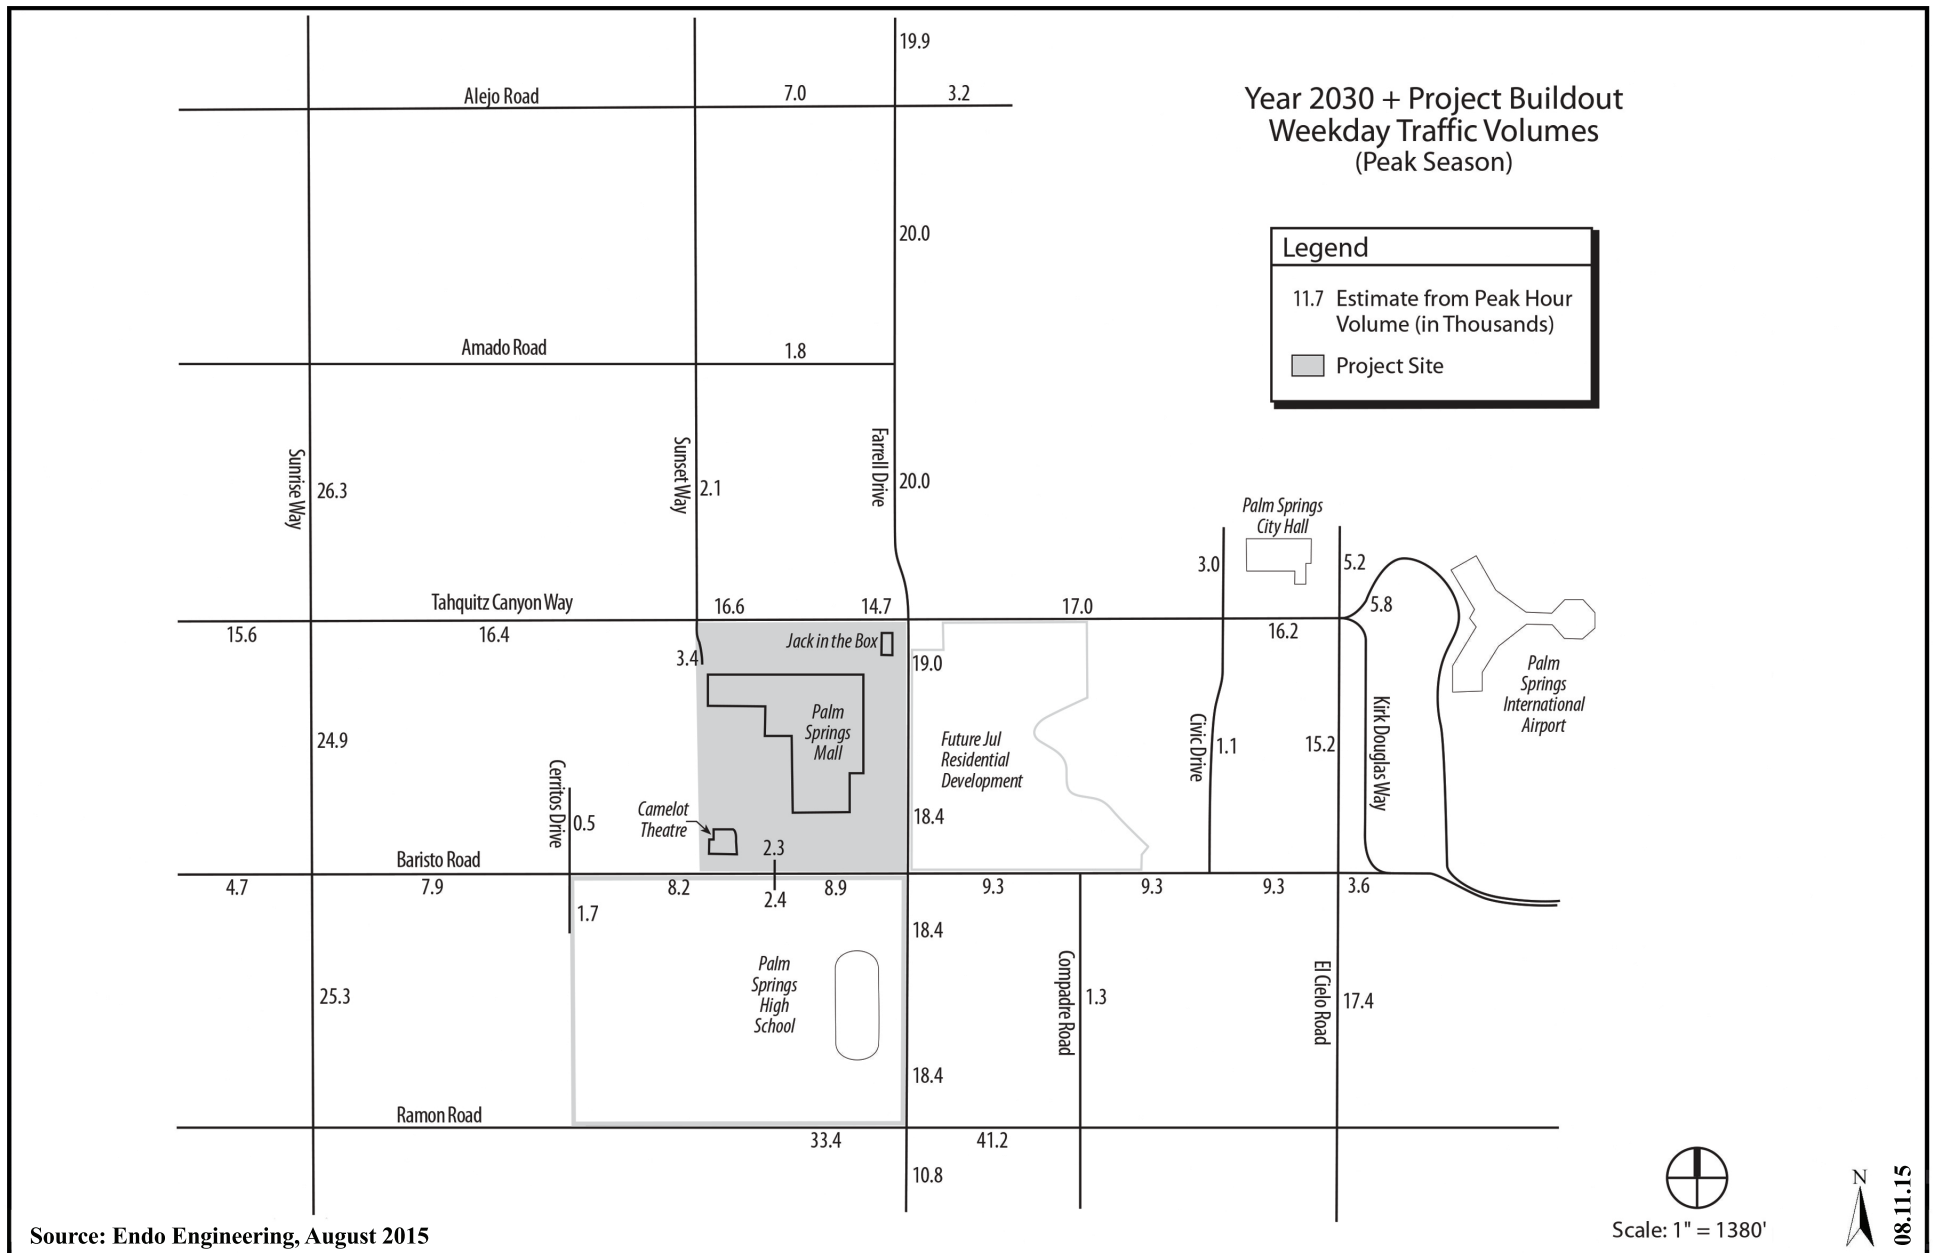 19.9
Alejo Road
7.0
3.2
Year 2030 + Project Buildout
Weekday Traffic Volumes
(Peak Season)
20.0
Legend
11.7 Estimate from Peak Hour
Volume (in Thousands)
Project Site
Amado Road
1.8
Sunrise Way
26.3
Sunset Way
2.1
Farrell Drive
20.0
Palm Springs
City Hall
3.0
5.2
5.8
Tahquitz Canyon Way
16.6
14.7
17.0
15.6
16.4
16.2
Jack in the Box
3.4
19.0
Palm
Springs
International
Airport
Palm
Springs
Mall
24.9
Future Jul
Residential
Development
Civic Drive
1.1
15.2
Kirk Douglas Way
Cerritos Drive
0.5
Camelot
Theatre
18.4
2.3
Baristo Road
4.7
7.9
8.2
2.4
8.9
9.3
9.3
9.3
3.6
1.7
18.4
Palm
Springs
High
School
25.3
Compadre Road
1.3
El Cielo Road
17.4
18.4
Ramon Road
33.4
41.2
10.8
N
08.11.15
Scale: 1" = 1380'
Source: Endo Engineering, August 2015